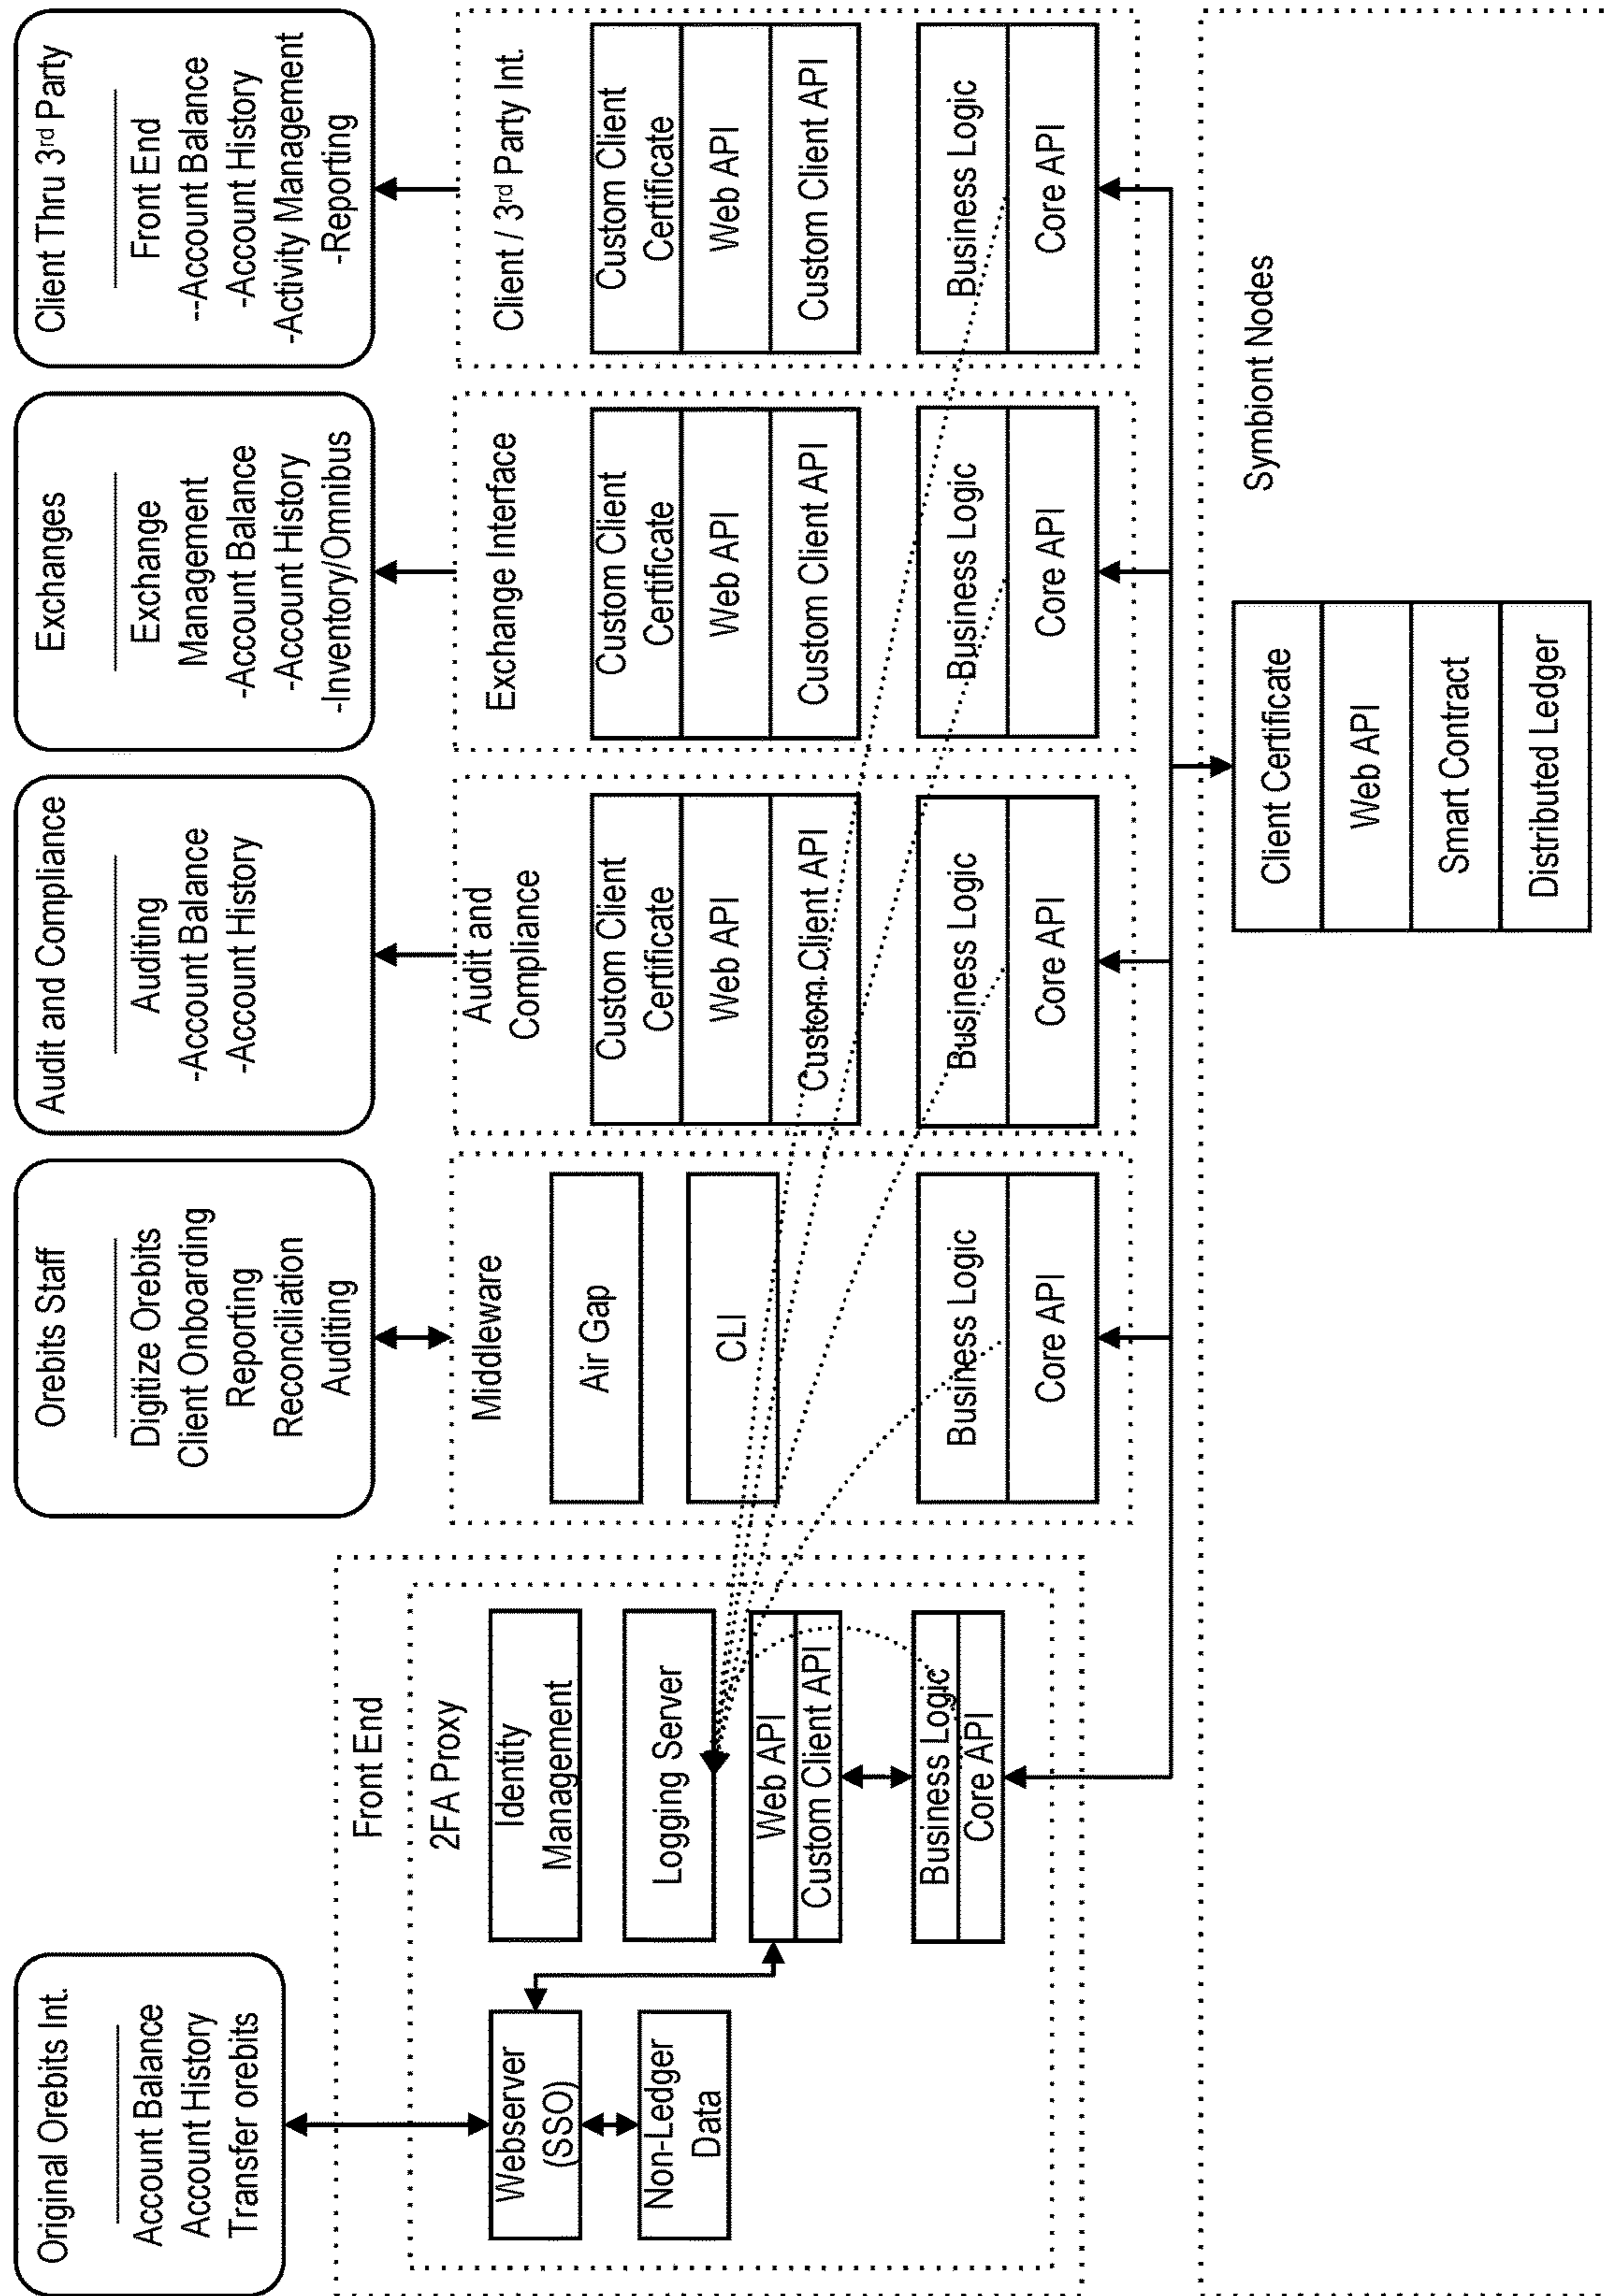 Original Orebits Int.
Account Balance
Account History
Transfer orebits
Orebits Staff
Digitize Orebits
Client Onboarding
Reporting
Reconciliation
Auditing
Audit and Compliance
Auditing
-Account Balance
-Account History
Exchanges
Exchange
Management
-Account Balance
-Account History
-Inventory/Omnibus
Client Thru 3rd Party
Front End
--Account Balance
-Account History
-Activity Management
-Reporting
Front End
2FA Proxy
Webserver
(SSO)
Non-Ledger
Data
Identity
Management
Logging Server
Web API
Custom Client API
Business Logic
Core API
Middleware
Air Gap
CLI
Business Logic
Core API
Audit and
Compliance
Custom Client
Certificate
Web API
Custom Client API
Business Logic
Core API
Exchange Interface
Custom Client
Certificate
Web API
Custom Client API
Business Logic
Core API
Client / 3rd Party Int.
Custom Client
Certificate
Web API
Custom Client API
Business Logic
Core API
Symbiont Nodes
Client Certificate
Web API
Smart Contract
Distributed Ledger